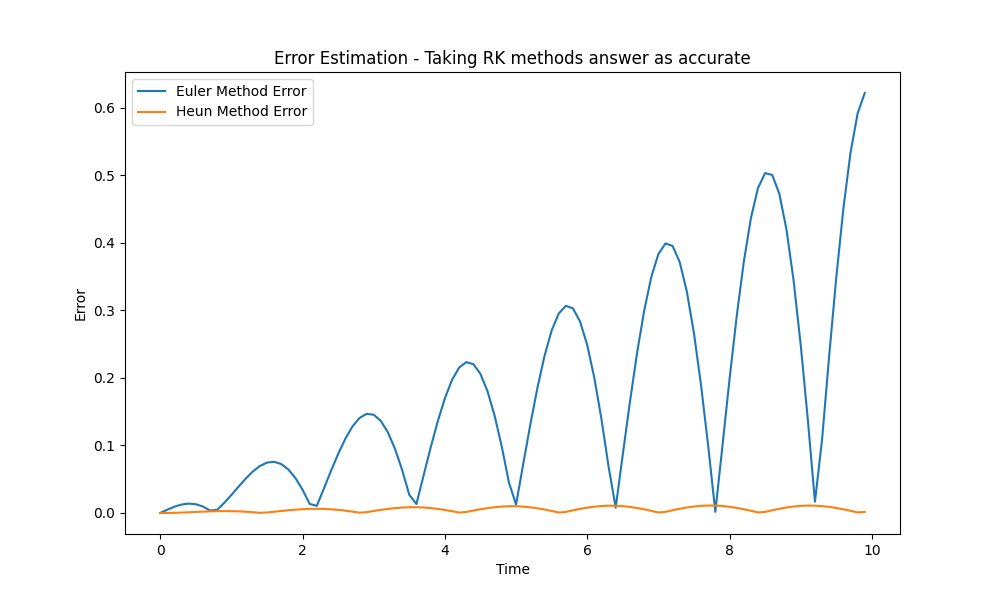 Error Estimation - Taking RK methods answer as accurate
Euler Method Error
Heun Method Error
0.6
0.5
0.4
0.3
0.2
0.1
0.0
Error
0 2 4 6 8 10
Time